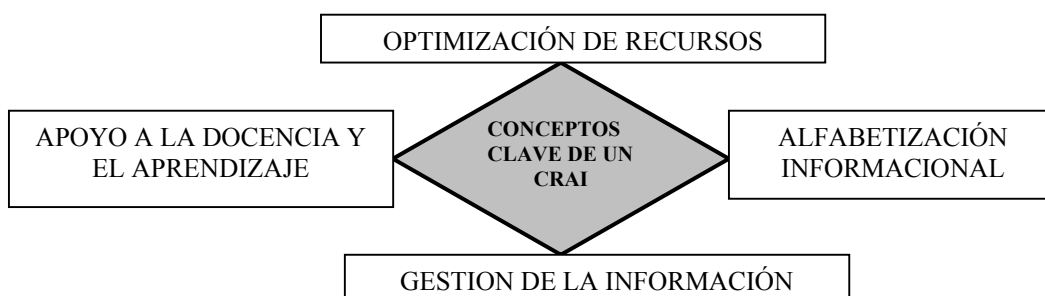 OPTIMIZACIÓN DE RECURSOS
APOYO A LA DOCENCIA Y
EL APRENDIZAJE
CONCEPTOS
CLAVE DE UN
CRAI
ALFABETIZACIÓN
INFORMACIONAL
GESTION DE LA INFORMACIÓN